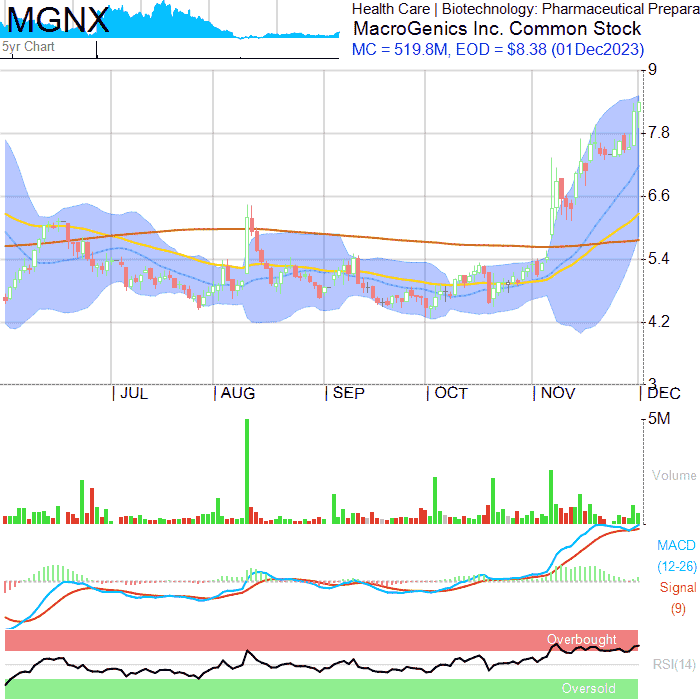 MGNX
5yr Chart
Health Care | Biotechnology: Pharmaceutical Prepara
MacroGenics Inc. Common Stock
MC = 519.8M, EOD = $8.38 (01Dec2023)
9
7.8
6.6
5.4
4.2
3
JUL
AUG
SEP
OCT
NOV
DEC
5M
Volume
MACD
(12-26)
Signal
(9)
Overbought
RSI(14)
Oversold